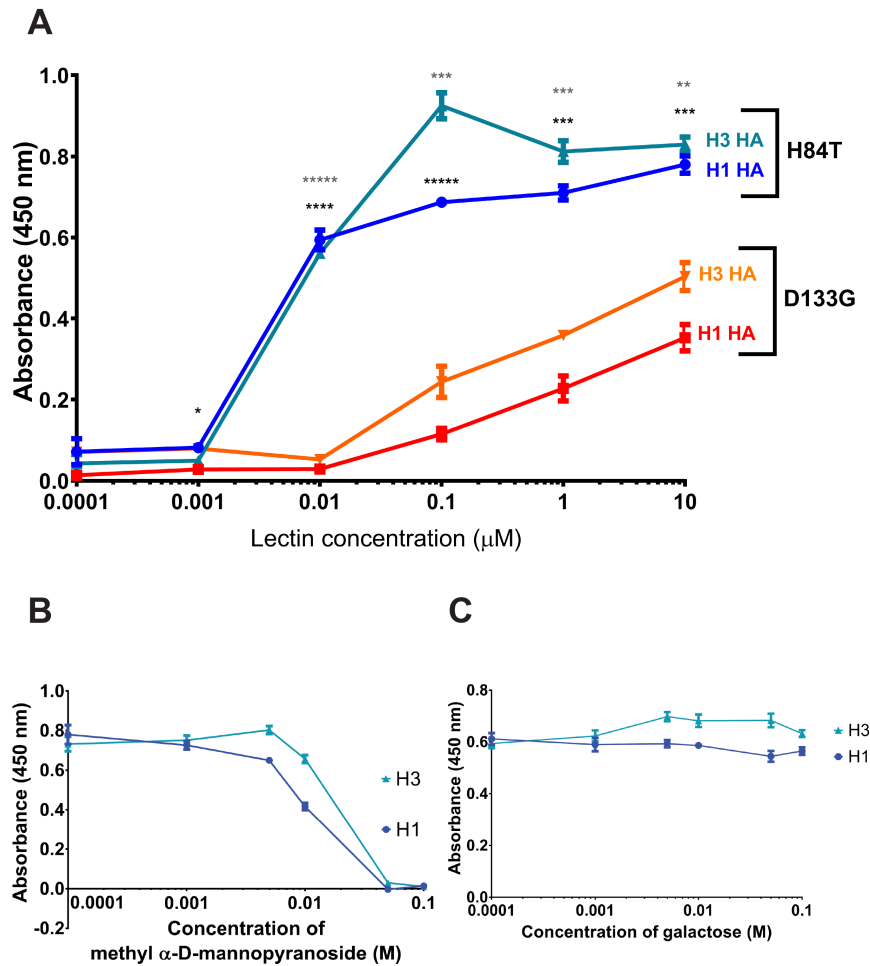 A
Absorbance (450 nm)
1.0
0.8
0.6
0.4
0.2
0.0
0.0001 0.001 0.01 0.1 1 10
Lectin concentration (μM)
*
*****
****
***
*****
***
***
**
***
H3 HA
H1 HA
H84T
H3 HA
H1 HA
D133G
B
Absorbance (450 nm)
1.0
0.8
0.6
0.4
0.2
0.0
-0.2
0.0001 0.001 0.01 0.1
Concentration of
methyl α-D-mannopyranoside (M)
H3
H1
C
Absorbance (450 nm)
0.8
0.6
0.4
0.2
0.0
0.0001 0.001 0.01 0.1
Concentration of galactose (M)
H3
H1